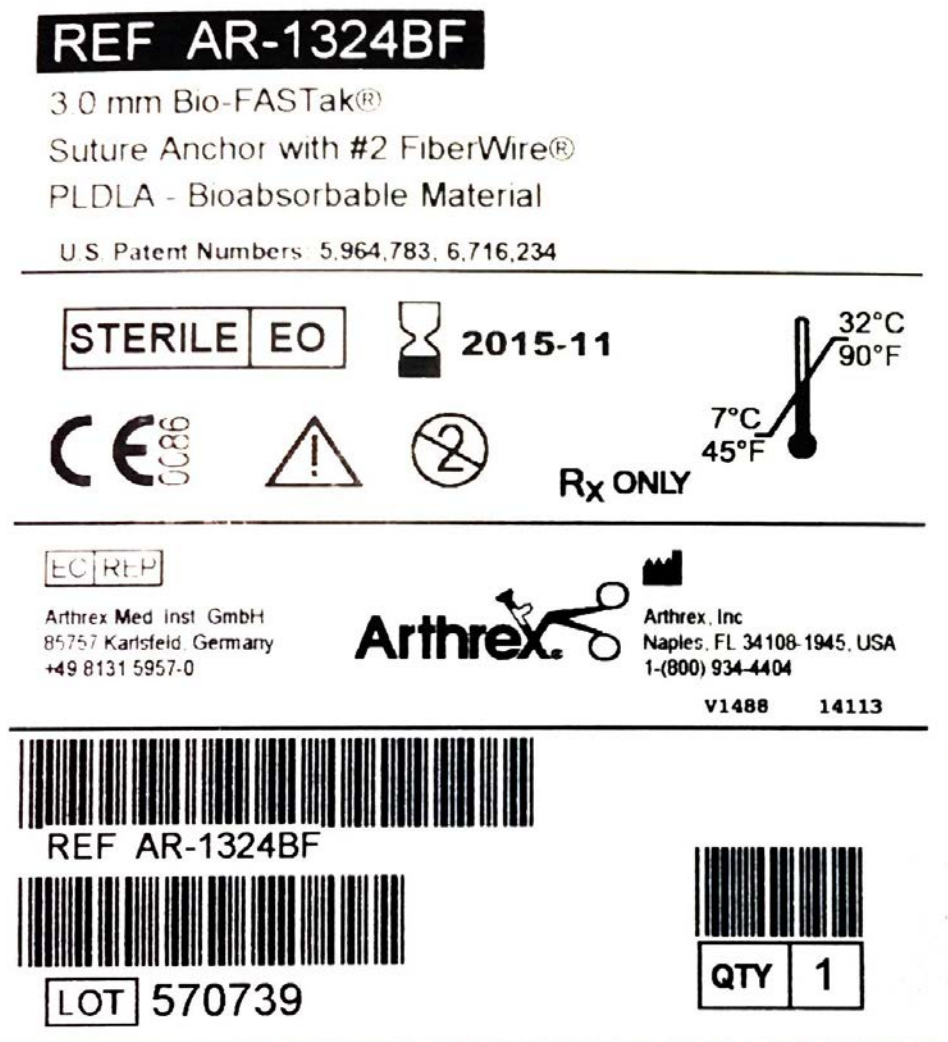 REF AR-1324BF
3.0 mm Bio-FASTak®
Suture Anchor with #2 FiberWire®
PLDLA - Bioabsorbable Material
U.S. Patent Numbers: 5,964,783, 6,716,234
STERILE EO 2015-11
32°C
90°F
7°C
45°F
CE 0086 ! 2
Rx ONLY
EC REP
Arthrex Med. Inst. GmbH
85757 Karlsfeld, Germany
+49 8131 5957-0
Arthrex®
Arthrex, Inc.
Naples, FL 34108-1945, USA
1-(800) 934-4404
V1488 14113
REF AR-1324BF
LOT 570739
QTY 1